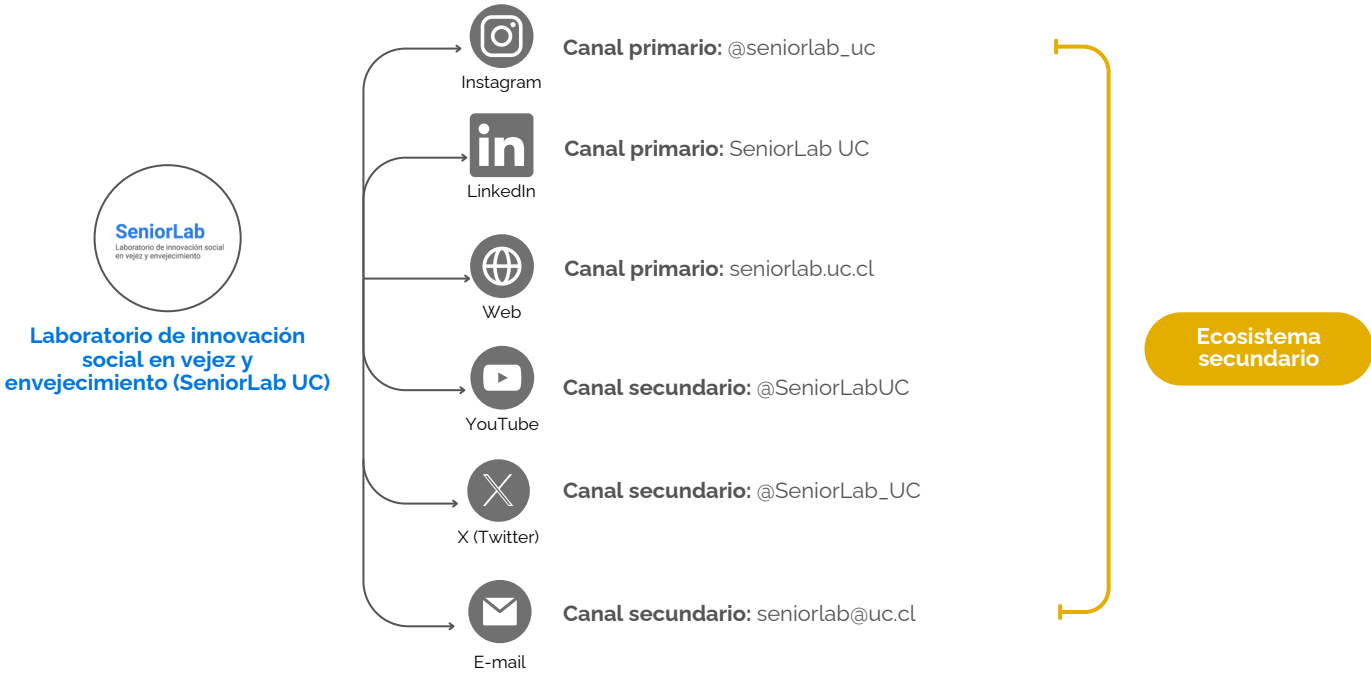 Canal primario: @seniorlab_uc
Instagram
Canal primario: SeniorLab UC
LinkedIn
SeniorLab
Laboratorio de innovación social
en vejez y envejecimiento
Canal primario: seniorlab.uc.cl
Web
Laboratorio de innovación
social en vejez y
envejecimiento (SeniorLab UC)
Ecosistema
secundario
Canal secundario: @SeniorLabUC
YouTube
Canal secundario: @SeniorLab_UC
X (Twitter)
Canal secundario: seniorlab@uc.cl
E-mail